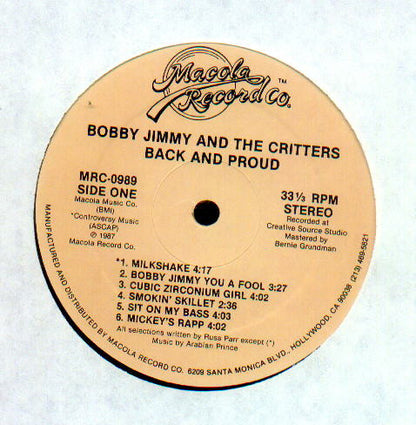 Macola
Record Co.™
BOBBY JIMMY AND THE CRITTERS
BACK AND PROUD
MRC-0989
SIDE ONE
Macola Music Co.
(BMI)
*Controversy Music
(ASCAP)
℗ 1987
Macola Record Co.
33⅓ RPM
STEREO
Recorded at
Creative Source Studio
Mastered by
Bernie Grundman
*1. MILKSHAKE 4:17
2. BOBBY JIMMY YOU A FOOL 3:27
3. CUBIC ZIRCONIUM GIRL 4:02
4. SMOKIN' SKILLET 2:36
5. SIT ON MY BASS 4:03
6. MICKEY'S RAPP 4:02
All selections written by Russ Parr except (*)
Music by Arabian Prince
MANUFACTURED AND DISTRIBUTED BY MACOLA RECORD CO. 6209 SANTA MONICA BLVD., HOLLYWOOD, CA 90038 (213) 469-5821